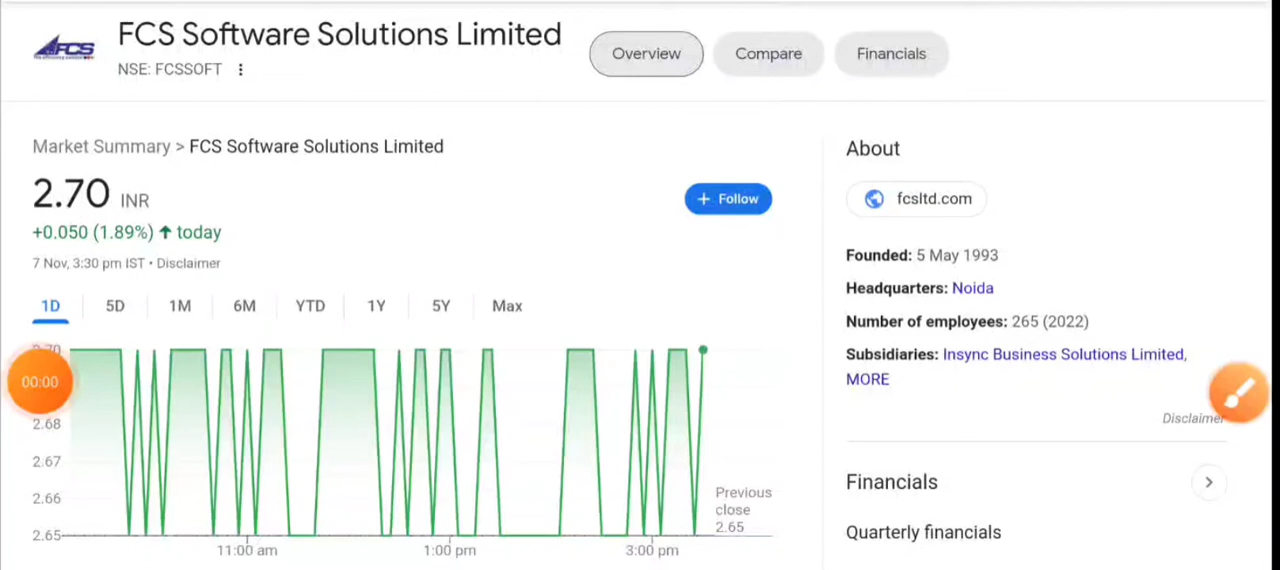 FCS
FCS Software Solutions Limited
NSE: FCSSOFT
Overview
Compare
Financials
Market Summary > FCS Software Solutions Limited
2.70 INR
+ Follow
+0.050 (1.89%) ↑ today
7 Nov, 3:30 pm IST • Disclaimer
1D 5D 1M 6M YTD 1Y 5Y Max
00:00
2.68
2.67
2.66
2.65
Previous
close
2.65
11:00 am 1:00 pm 3:00 pm
About
fcsltd.com
Founded: 5 May 1993
Headquarters: Noida
Number of employees: 265 (2022)
Subsidiaries: Insync Business Solutions Limited,
MORE
Disclaimer
Financials
Quarterly financials